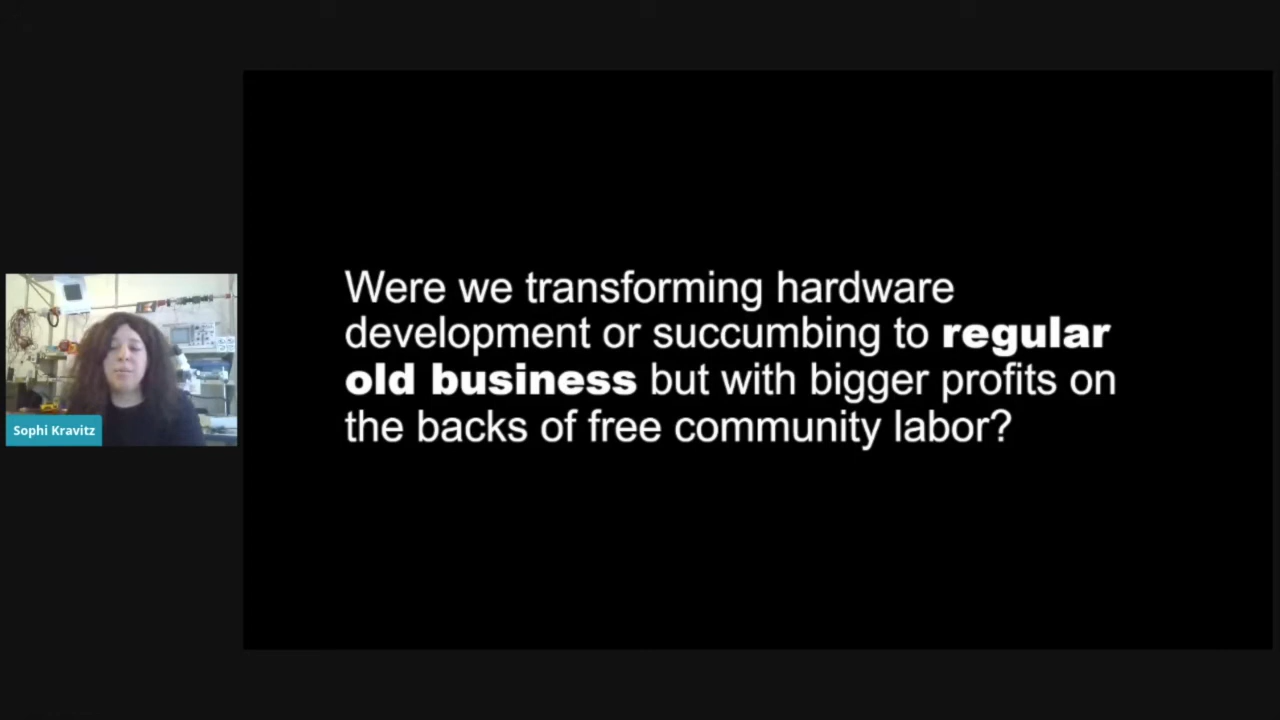 Sophi Kravitz
Were we transforming hardware
development or succumbing to regular
old business but with bigger profits on
the backs of free community labor?